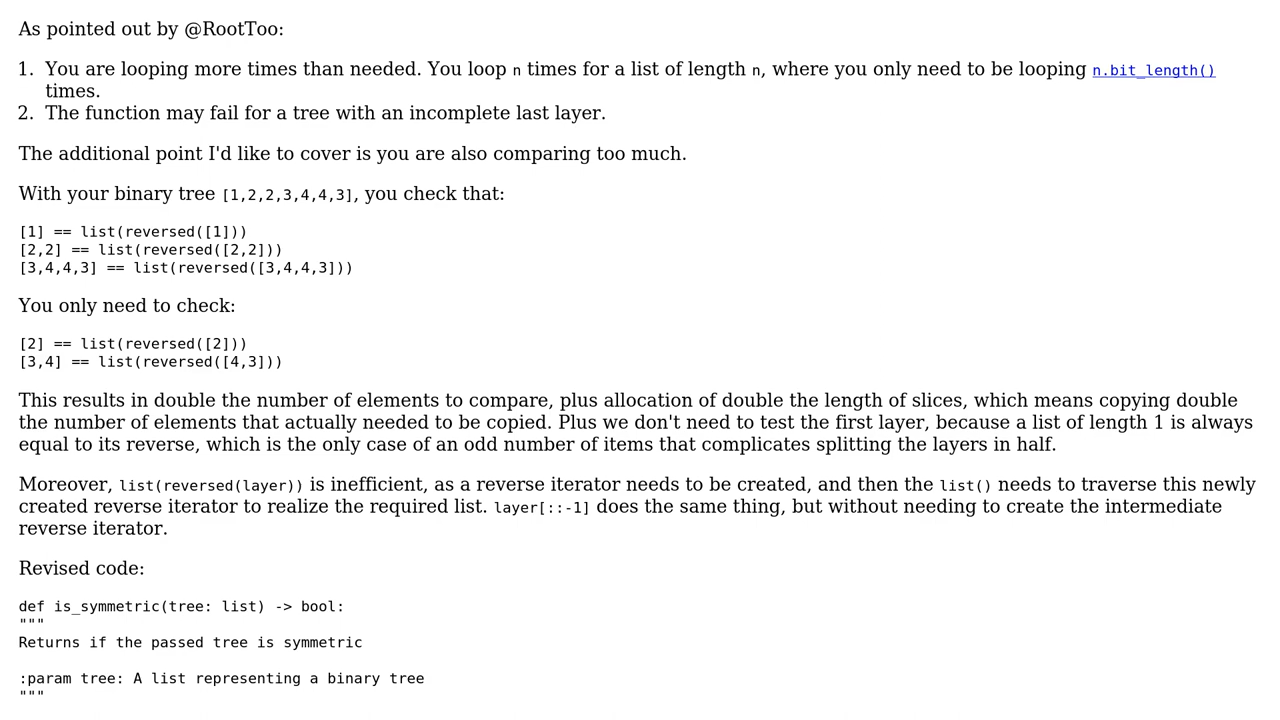 As pointed out by @RootToo:
1. You are looping more times than needed. You loop n times for a list of length n, where you only need to be looping n.bit_length()
times.
2. The function may fail for a tree with an incomplete last layer.
The additional point I'd like to cover is you are also comparing too much.
With your binary tree [1,2,2,3,4,4,3], you check that:
[1] == list(reversed([1]))
[2,2] == list(reversed([2,2]))
[3,4,4,3] == list(reversed([3,4,4,3]))
You only need to check:
[2] == list(reversed([2]))
[3,4] == list(reversed([4,3]))
This results in double the number of elements to compare, plus allocation of double the length of slices, which means copying double
the number of elements that actually needed to be copied. Plus we don't need to test the first layer, because a list of length 1 is always
equal to its reverse, which is the only case of an odd number of items that complicates splitting the layers in half.
Moreover, list(reversed(layer)) is inefficient, as a reverse iterator needs to be created, and then the list() needs to traverse this newly
created reverse iterator to realize the required list. layer[::-1] does the same thing, but without needing to create the intermediate
reverse iterator.
Revised code:
def is_symmetric(tree: list) -> bool:
"""
Returns if the passed tree is symmetric
:param tree: A list representing a binary tree
"""